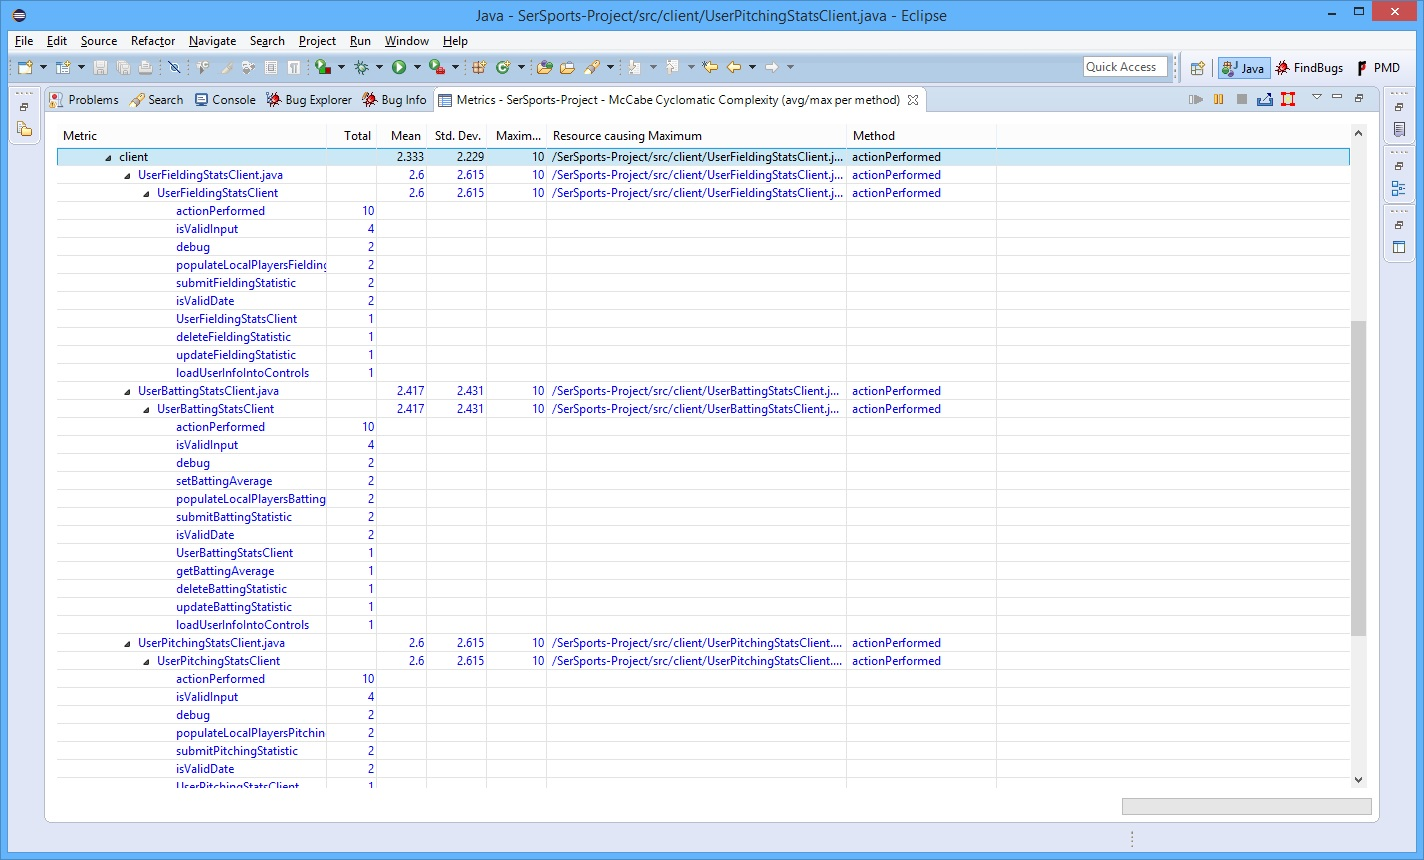 Java - SerSports-Project/src/client/UserPitchingStatsClient.java - Eclipse
File Edit Source Refactor Navigate Search Project Run Window Help
Quick Access Java FindBugs PMD
Problems Search Console Bug Explorer Bug Info Metrics - SerSports-Project - McCabe Cyclomatic Complexity (avg/max per method)
Metric Total Mean Std. Dev. Maxim... Resource causing Maximum Method
client 2.333 2.229 10 /SerSports-Project/src/client/UserFieldingStatsClient.j... actionPerformed
UserFieldingStatsClient.java 2.6 2.615 10 /SerSports-Project/src/client/UserFieldingStatsClient.j... actionPerformed
UserFieldingStatsClient 2.6 2.615 10 /SerSports-Project/src/client/UserFieldingStatsClient.j... actionPerformed
actionPerformed 10
isValidInput 4
debug 2
populateLocalPlayersFielding 2
submitFieldingStatistic 2
isValidDate 2
UserFieldingStatsClient 1
deleteFieldingStatistic 1
updateFieldingStatistic 1
loadUserInfoIntoControls 1
UserBattingStatsClient.java 2.417 2.431 10 /SerSports-Project/src/client/UserBattingStatsClient.j... actionPerformed
UserBattingStatsClient 2.417 2.431 10 /SerSports-Project/src/client/UserBattingStatsClient.j... actionPerformed
actionPerformed 10
isValidInput 4
debug 2
setBattingAverage 2
populateLocalPlayersBatting 2
submitBattingStatistic 2
isValidDate 2
UserBattingStatsClient 1
getBattingAverage 1
deleteBattingStatistic 1
updateBattingStatistic 1
loadUserInfoIntoControls 1
UserPitchingStatsClient.java 2.6 2.615 10 /SerSports-Project/src/client/UserPitchingStatsClient.... actionPerformed
UserPitchingStatsClient 2.6 2.615 10 /SerSports-Project/src/client/UserPitchingStatsClient.... actionPerformed
actionPerformed 10
isValidInput 4
debug 2
populateLocalPlayersPitchin 2
submitPitchingStatistic 2
isValidDate 2
UserPitchingStatsClient 1